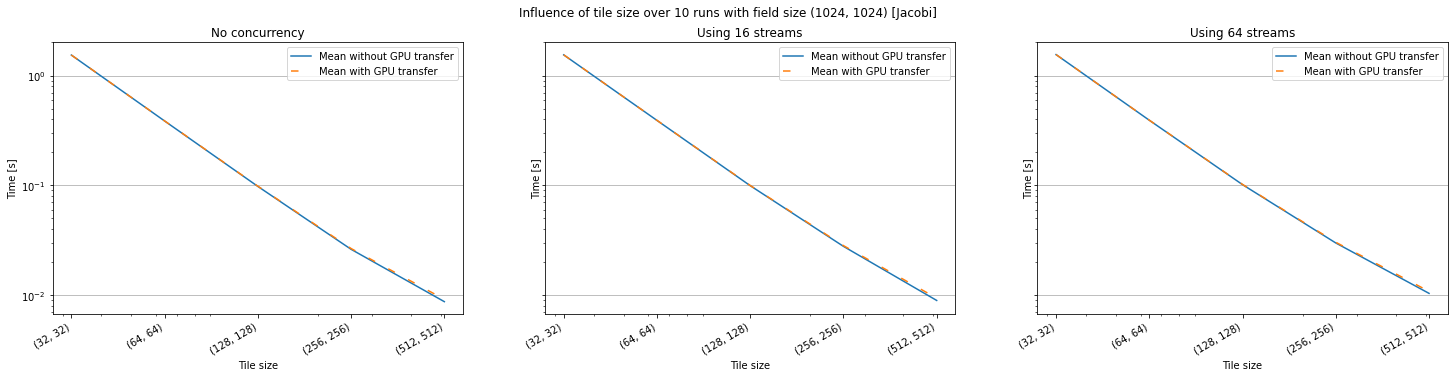 Influence of tile size over 10 runs with field size (1024, 1024) [Jacobi]
No concurrency
Mean without GPU transfer
Mean with GPU transfer
Time [s]
10⁰
10⁻¹
10⁻²
(32, 32)
(64, 64)
(128, 128)
(256, 256)
(512, 512)
Tile size
Using 16 streams
Mean without GPU transfer
Mean with GPU transfer
Time [s]
(32, 32)
(64, 64)
(128, 128)
(256, 256)
(512, 512)
Tile size
Using 64 streams
Mean without GPU transfer
Mean with GPU transfer
Time [s]
(32, 32)
(64, 64)
(128, 128)
(256, 256)
(512, 512)
Tile size